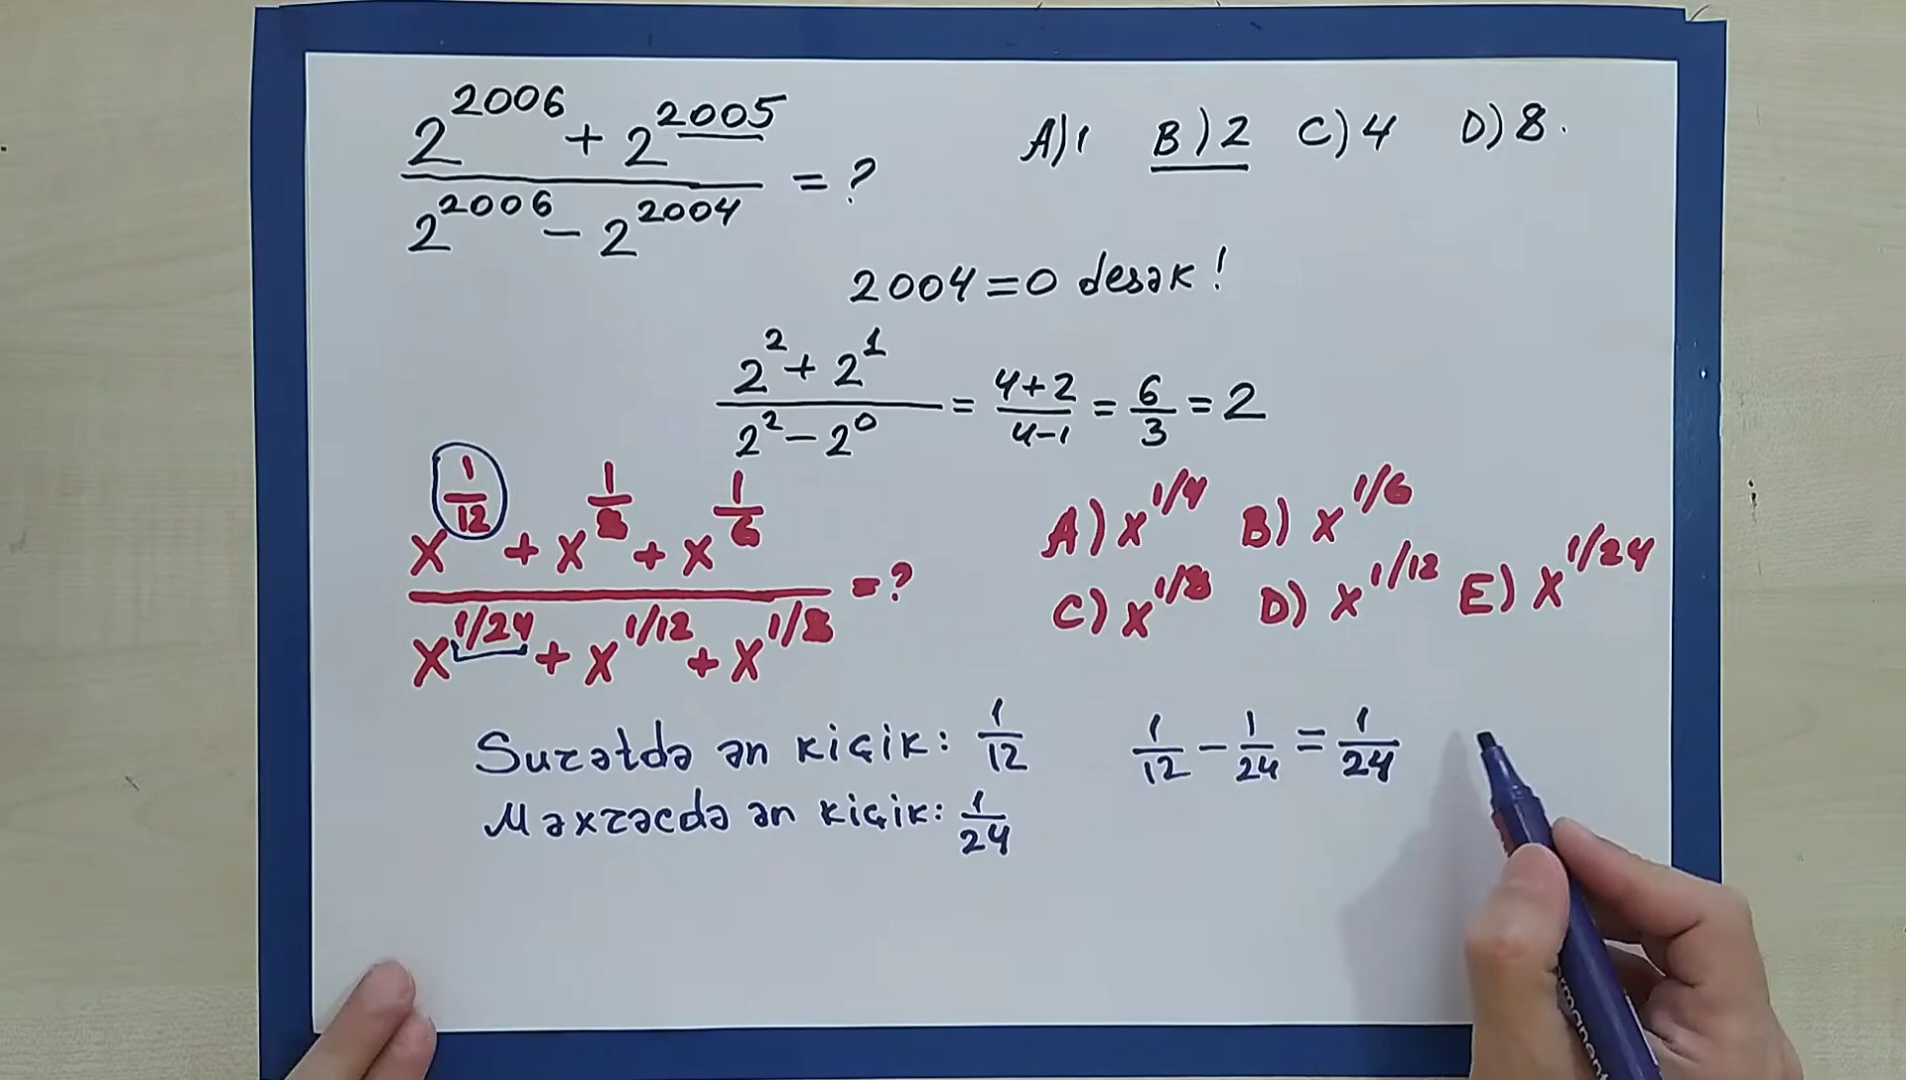 2^2006 + 2^2005 / 2^2006 − 2^2004 = ? A) 1 B) 2 C) 4 D) 8.
2004 = 0 desək!
2^2 + 2^1 / 2^2 − 2^0 = 4+2 / 4−1 = 6/3 = 2
x^1/12 + x^1/8 + x^1/6 / x^1/24 + x^1/12 + x^1/8 = ?
A) x^1/4 B) x^1/6
C) x^1/8 D) x^1/12 E) x^1/24
Surətdə ən kiçik: 1/12 1/12 − 1/24 = 1/24
Məxrəcdə ən kiçik: 1/24